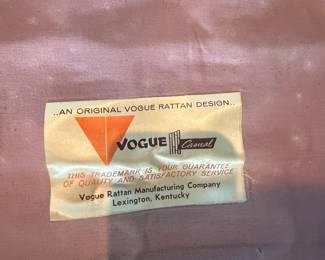 ..AN ORIGINAL VOGUE RATTAN DESIGN..
VOGUE Casual
THIS TRADEMARK IS YOUR GUARANTEE
OF QUALITY AND SATISFACTORY SERVICE
Vogue Rattan Manufacturing Company
Lexington, Kentucky